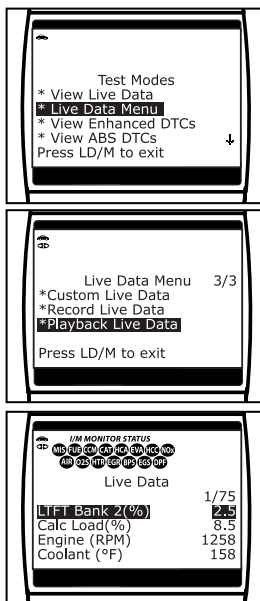 Test Modes
* View Live Data
* Live Data Menu
* View Enhanced DTCs
* View ABS DTCs
Press LD/M to exit
Live Data Menu 3/3
*Custom Live Data
*Record Live Data
*Playback Live Data
Press LD/M to exit
I/M MONITOR STATUS
MIS FUE CCM CAT HCA EVA HCC NOx
AIR O2S HTR EGR BPS EGS DPF
Live Data
1/75
LTFT Bank 2(%) 2.5
Calc Load(%) 8.5
Engine (RPM) 1258
Coolant (°F) 158